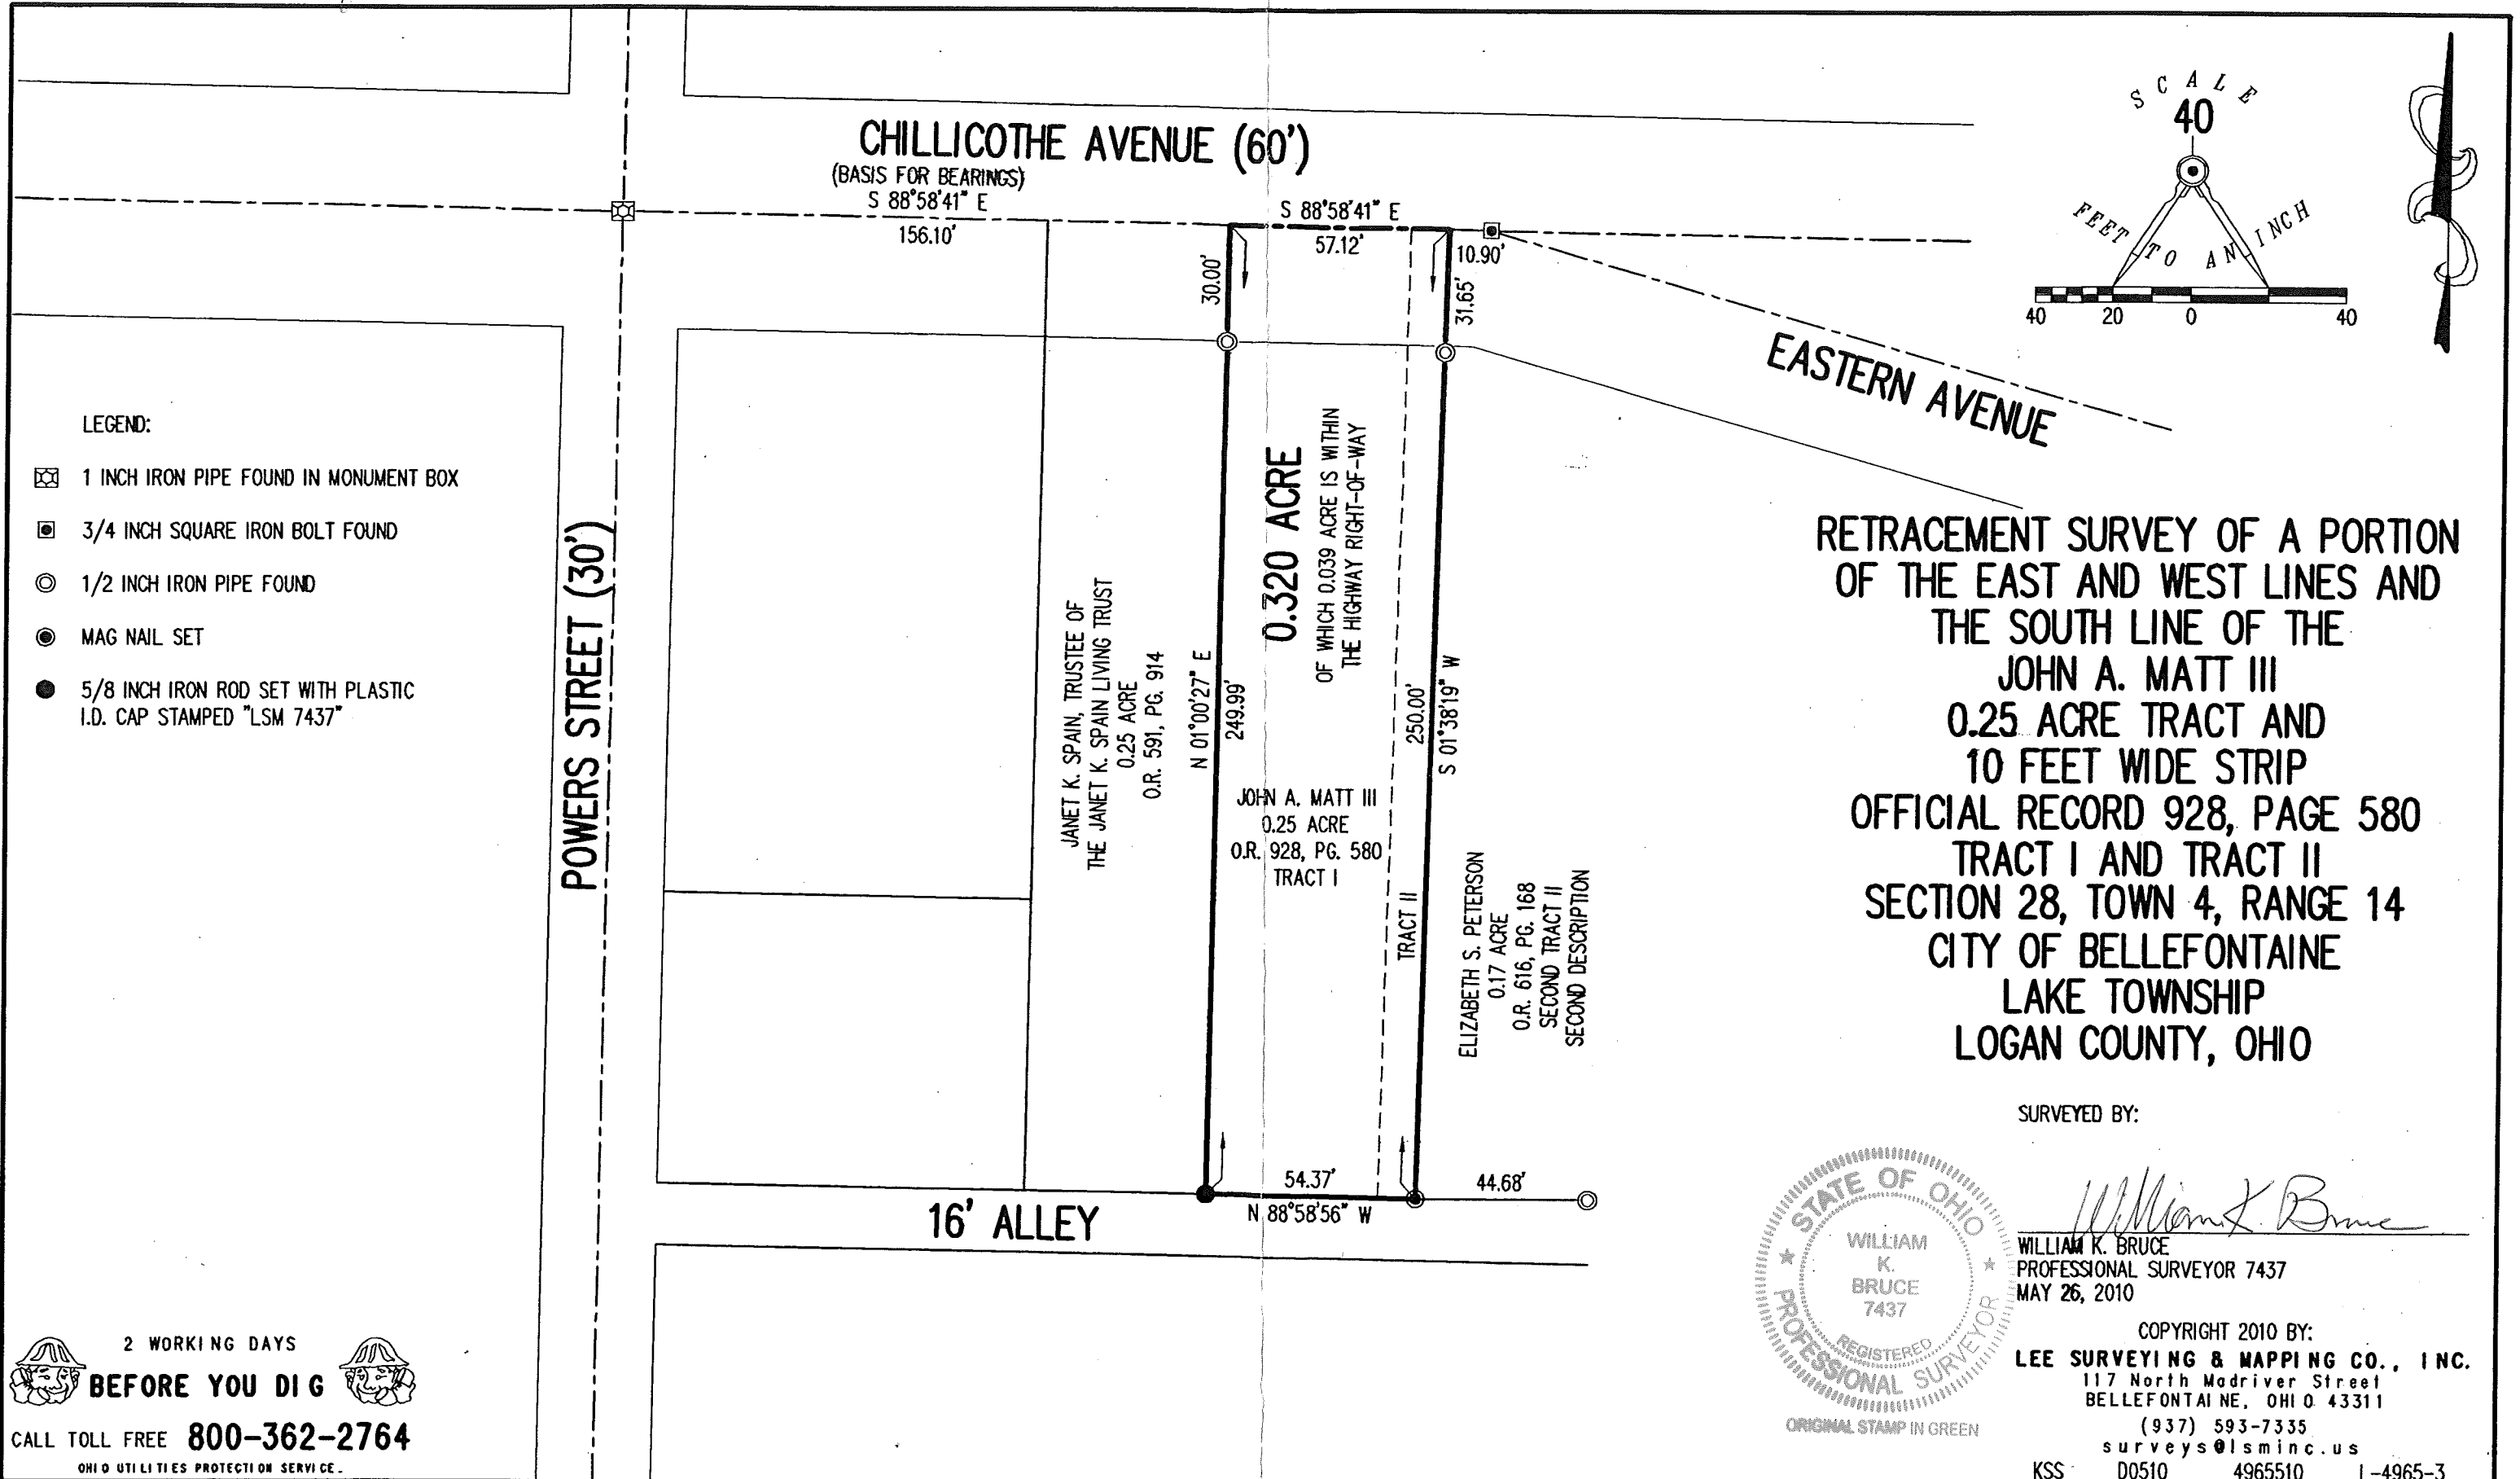 CHILLICOTHE AVENUE (60')
(BASIS FOR BEARINGS)
S 88°58'41" E
156.10'
S 88°58'41" E
57.12'
10.90'
30.00'
31.65'
SCALE
40
FEET TO AN INCH
40 20 0 40
EASTERN AVENUE
LEGEND:
1 INCH IRON PIPE FOUND IN MONUMENT BOX
3/4 INCH SQUARE IRON BOLT FOUND
1/2 INCH IRON PIPE FOUND
MAG NAIL SET
5/8 INCH IRON ROD SET WITH PLASTIC
I.D. CAP STAMPED "LSM 7437"
POWERS STREET (30')
JANET K. SPAIN, TRUSTEE OF
THE JANET K. SPAIN LIVING TRUST
0.25 ACRE
O.R. 591, PG. 914
N 01°00'27" E
249.99'
0.320 ACRE
OF WHICH 0.039 ACRE IS WITHIN
THE HIGHWAY RIGHT-OF-WAY
JOHN A. MATT III
0.25 ACRE
O.R. 928, PG. 580
TRACT I
250.00'
S 01°38'19" W
TRACT II
ELIZABETH S. PETERSON
0.17 ACRE
O.R. 616, PG. 168
SECOND TRACT II
SECOND DESCRIPTION
54.37'
N 88°58'56" W
44.68'
16' ALLEY
RETRACEMENT SURVEY OF A PORTION
OF THE EAST AND WEST LINES AND
THE SOUTH LINE OF THE
JOHN A. MATT III
0.25 ACRE TRACT AND
10 FEET WIDE STRIP
OFFICIAL RECORD 928, PAGE 580
TRACT I AND TRACT II
SECTION 28, TOWN 4, RANGE 14
CITY OF BELLEFONTAINE
LAKE TOWNSHIP
LOGAN COUNTY, OHIO
SURVEYED BY:
William K. Bruce
WILLIAM K. BRUCE
PROFESSIONAL SURVEYOR 7437
MAY 26, 2010
STATE OF OHIO
WILLIAM
K.
BRUCE
7437
REGISTERED
PROFESSIONAL SURVEYOR
ORIGINAL STAMP IN GREEN
COPYRIGHT 2010 BY:
LEE SURVEYING & MAPPING CO., INC.
117 North Madriver Street
BELLEFONTAINE, OHIO 43311
(937) 593-7335
surveys@lsminc.us
KSS D0510 4965510 L-4965-3
2 WORKING DAYS
BEFORE YOU DIG
CALL TOLL FREE 800-362-2764
OHIO UTILITIES PROTECTION SERVICE.